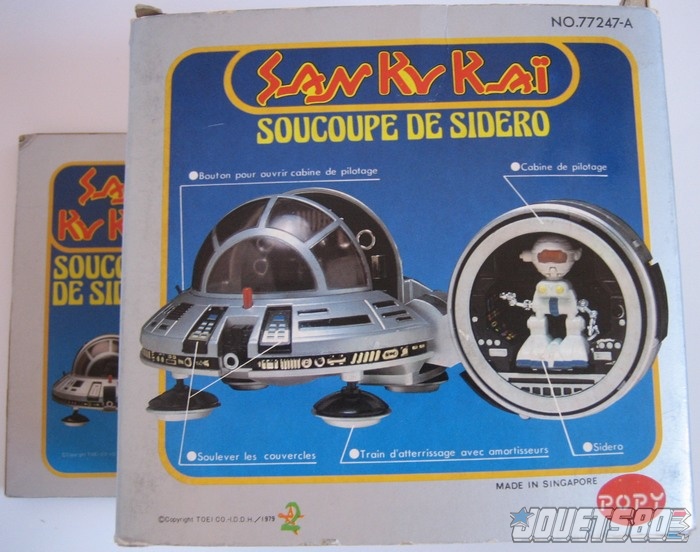 NO.77247-A
SAN KU KAÏ
SOUCOUPE DE SIDERO
Bouton pour ouvrir cabine de pilotage
Cabine de pilotage
Soulever les couvercles
Train d'atterrissage avec amortisseurs
Sidero
MADE IN SINGAPORE
POPY
©Copyright TOEI CO.-I.D.D.H./1979
JOUETS80
SAN
KU K
SOUCOU
DE SID